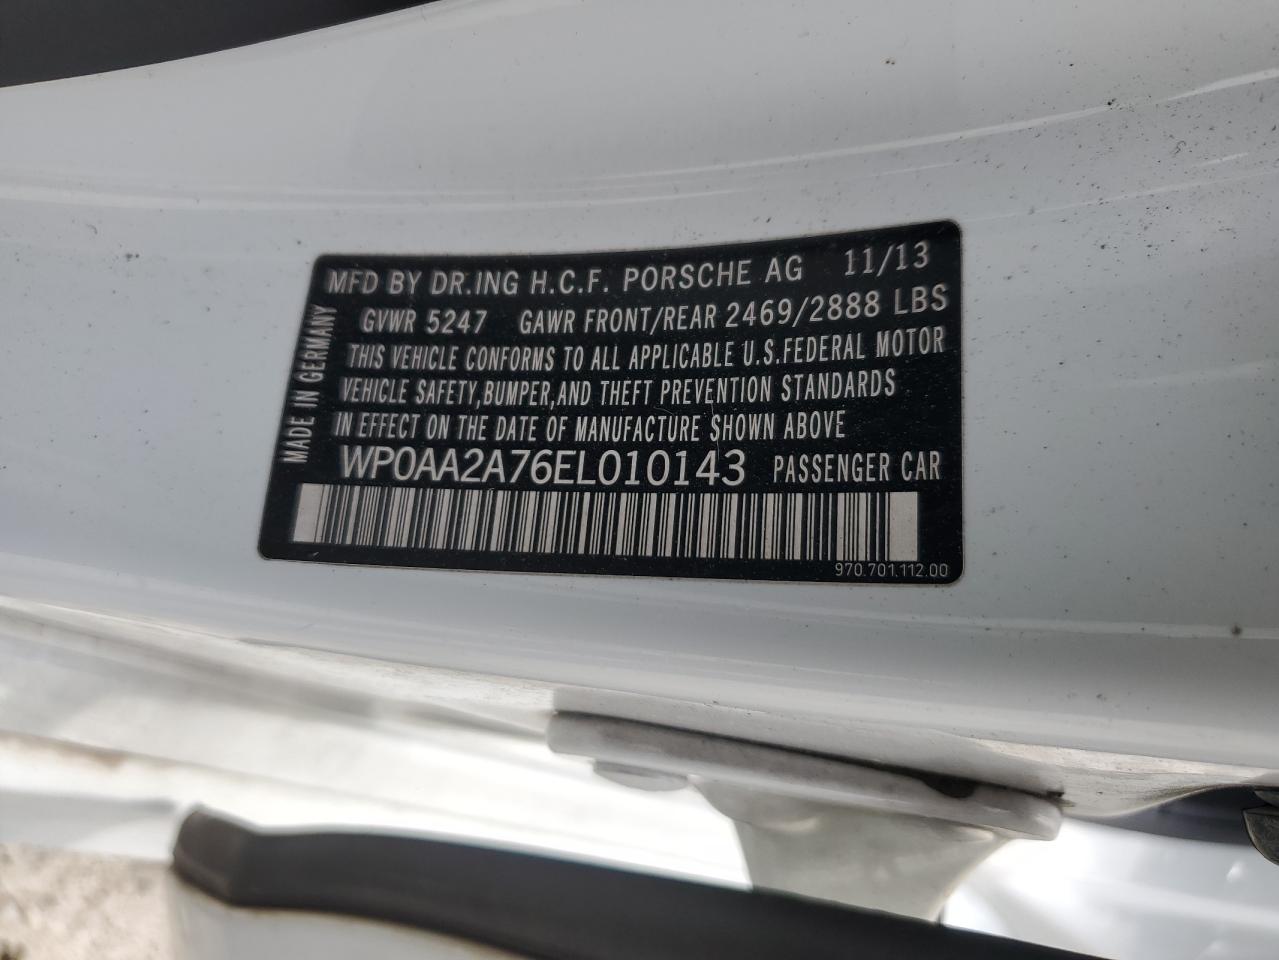 MFD BY DR.ING H.C.F. PORSCHE AG 11/13
GVWR 5247 GAWR FRONT/REAR 2469/2888 LBS
THIS VEHICLE CONFORMS TO ALL APPLICABLE U.S.FEDERAL MOTOR
VEHICLE SAFETY,BUMPER,AND THEFT PREVENTION STANDARDS
IN EFFECT ON THE DATE OF MANUFACTURE SHOWN ABOVE
WP0AA2A76EL010143 PASSENGER CAR
970.701.112.00
MADE IN GERMANY